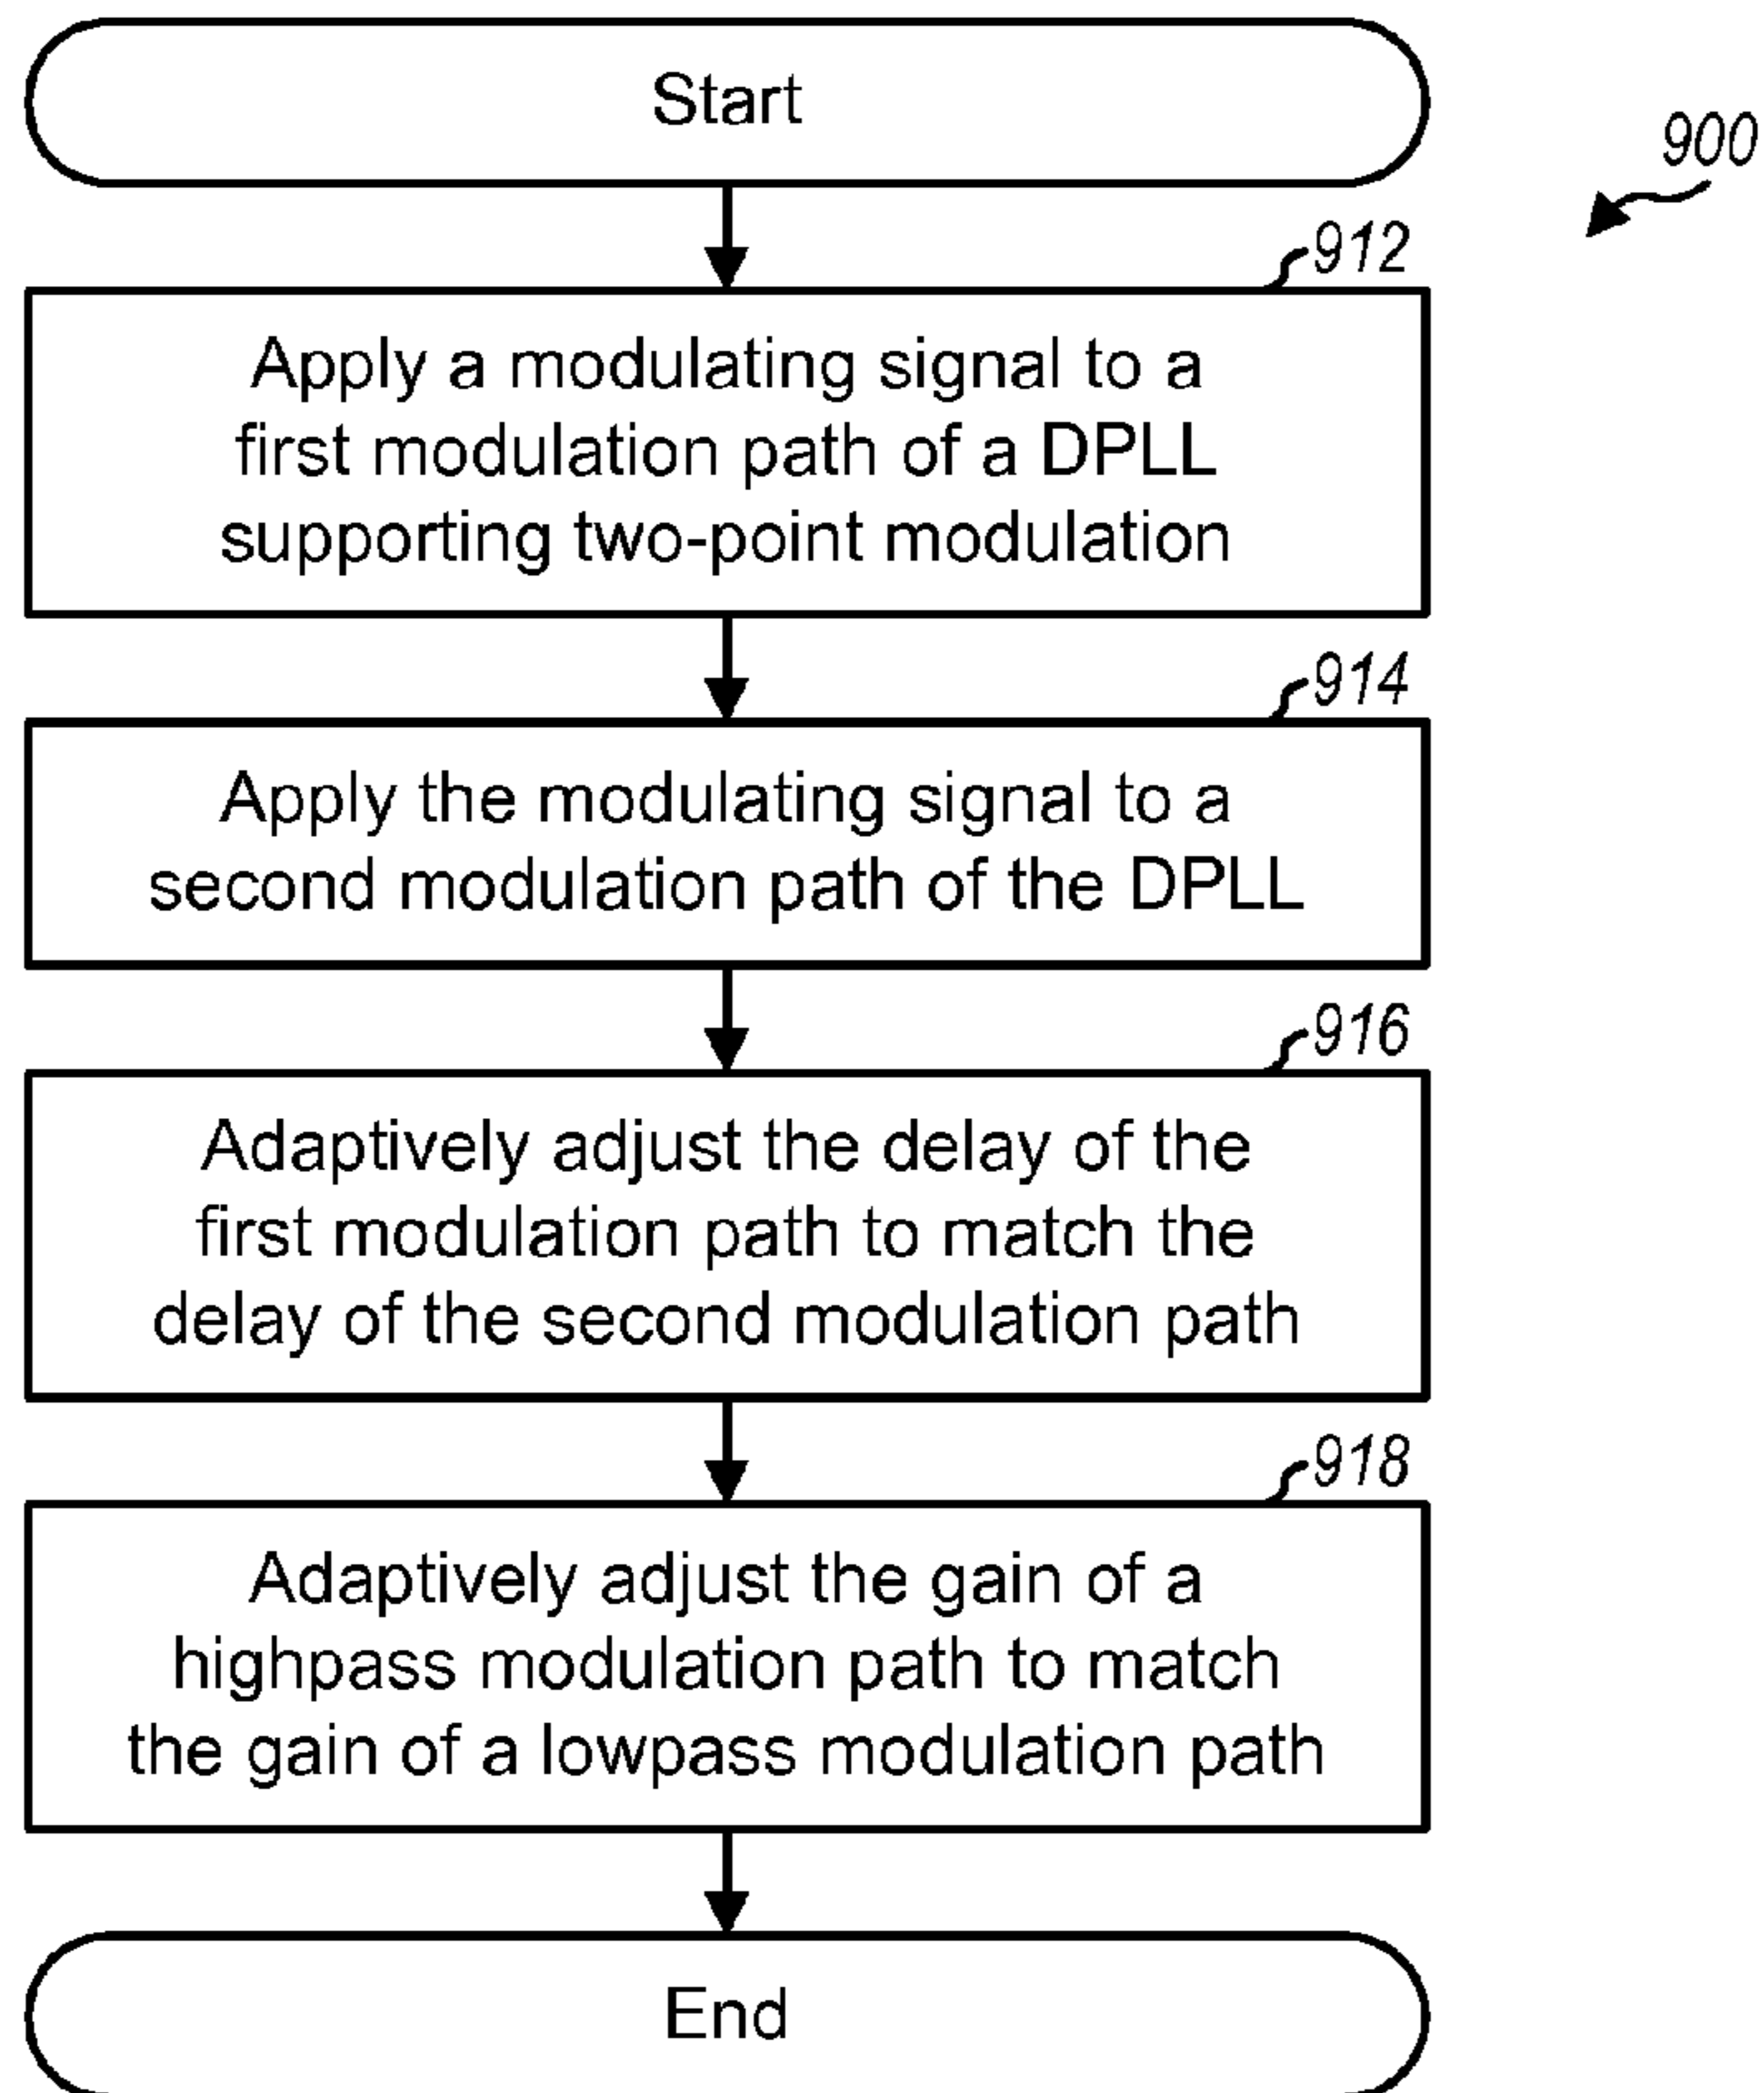 Start
900
912
Apply a modulating signal to a
first modulation path of a DPLL
supporting two-point modulation
914
Apply the modulating signal to a
second modulation path of the DPLL
916
Adaptively adjust the delay of the
first modulation path to match the
delay of the second modulation path
918
Adaptively adjust the gain of a
highpass modulation path to match
the gain of a lowpass modulation path
End